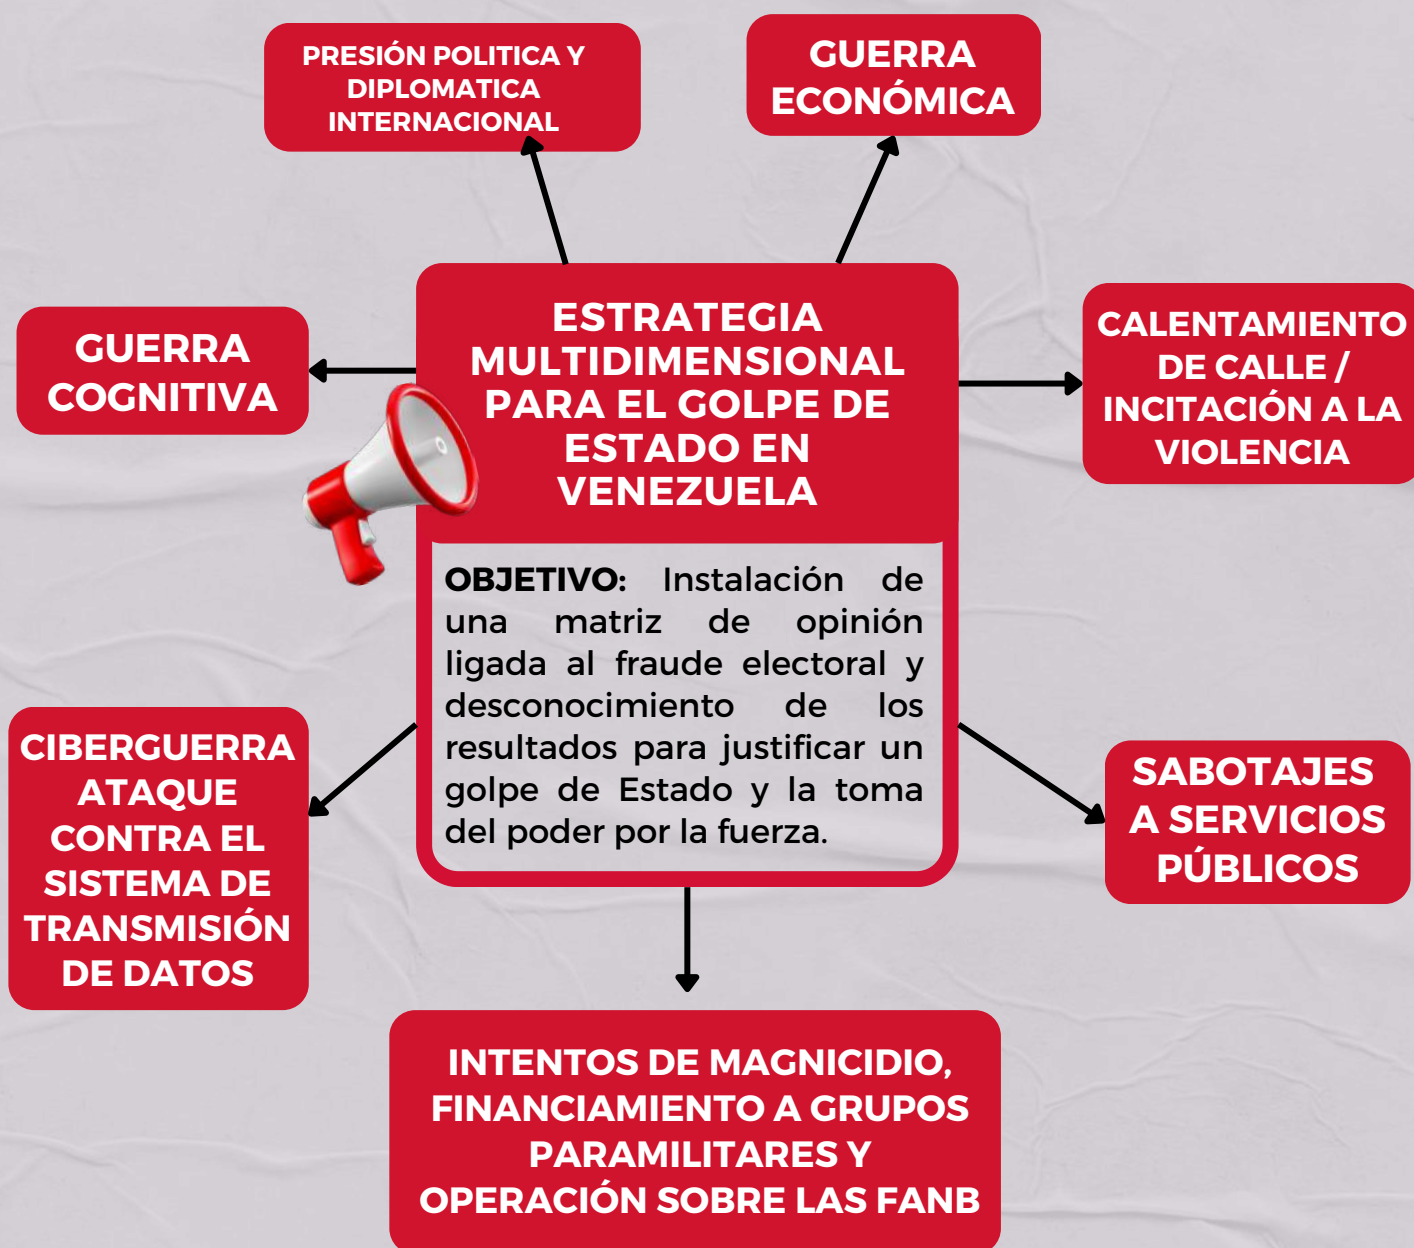 PRESIÓN POLITICA Y
DIPLOMATICA
INTERNACIONAL
GUERRA
ECONÓMICA
GUERRA
COGNITIVA
ESTRATEGIA
MULTIDIMENSIONAL
PARA EL GOLPE DE
ESTADO EN
VENEZUELA
CALENTAMIENTO
DE CALLE /
INCITACIÓN A LA
VIOLENCIA
OBJETIVO: Instalación de
una matriz de opinión
ligada al fraude electoral y
desconocimiento de los
resultados para justificar un
golpe de Estado y la toma
del poder por la fuerza.
CIBERGUERRA
ATAQUE
CONTRA EL
SISTEMA DE
TRANSMISIÓN
DE DATOS
SABOTAJES
A SERVICIOS
PÚBLICOS
INTENTOS DE MAGNICIDIO,
FINANCIAMIENTO A GRUPOS
PARAMILITARES Y
OPERACIÓN SOBRE LAS FANB